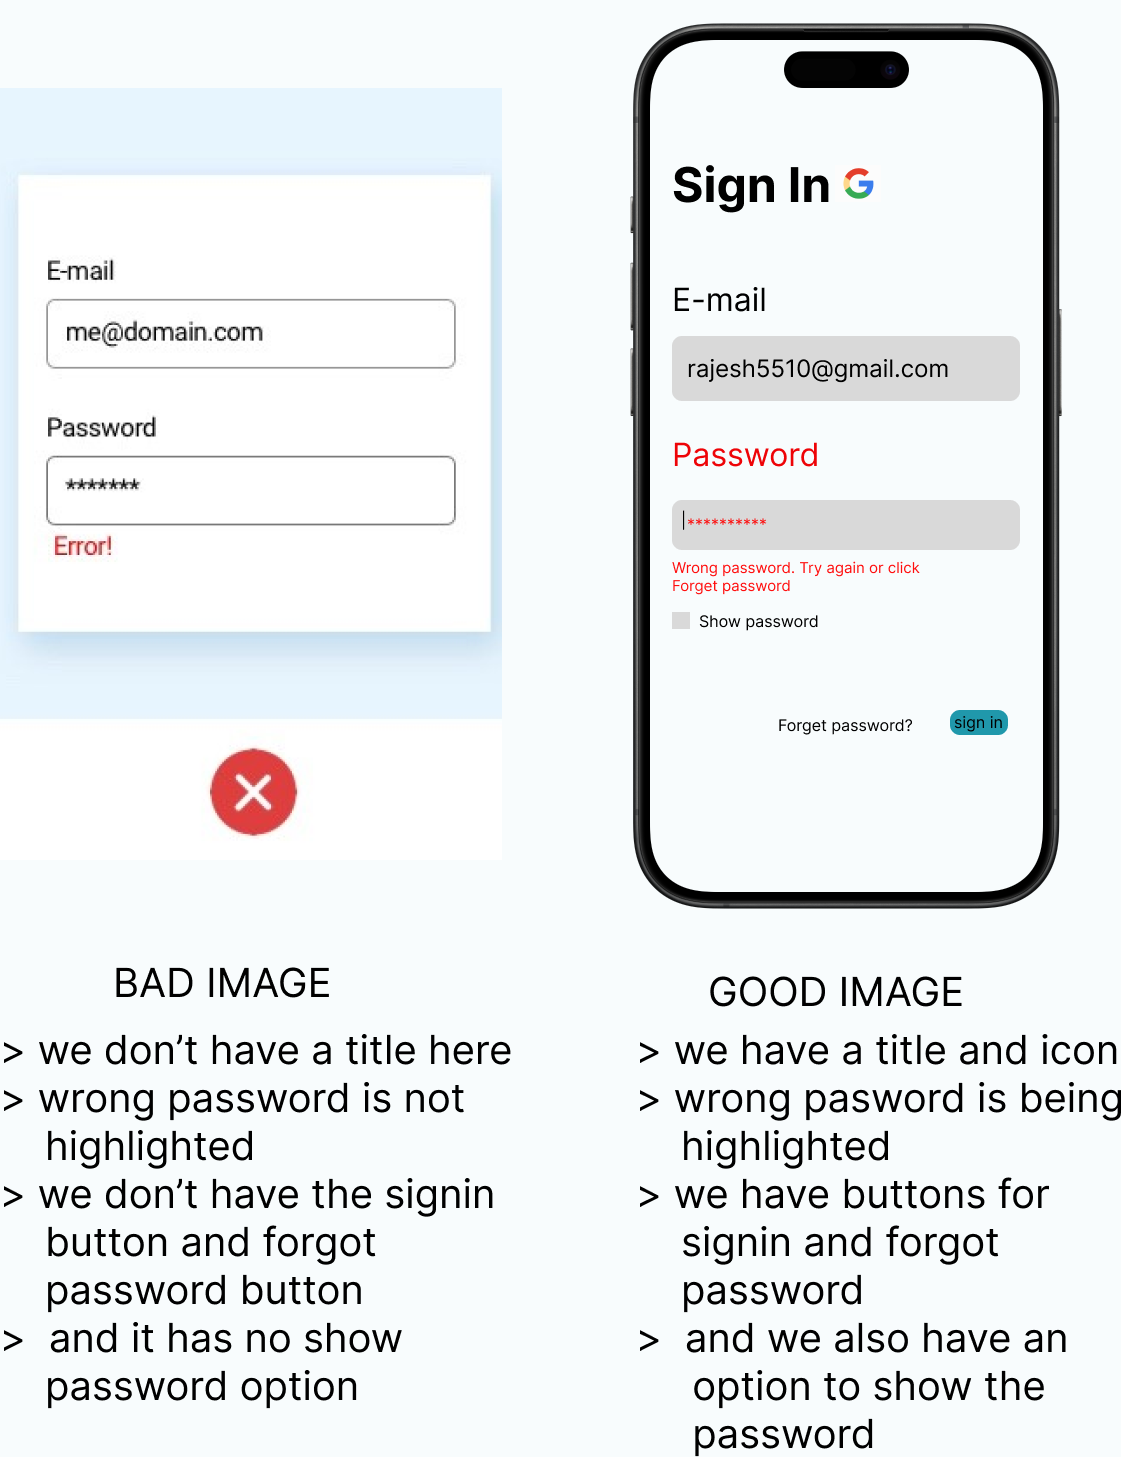 E-mail
me@domain.com
Password
*******
Error!
BAD IMAGE
> we don't have a title here
> wrong password is not
highlighted
> we don't have the signin
button and forgot
password button
> and it has no show
password option
Sign In G
E-mail
rajesh5510@gmail.com
Password
**********
Wrong password. Try again or click
Forget password
Show password
Forget password?
sign in
GOOD IMAGE
> we have a title and icon
> wrong pasword is being
highlighted
> we have buttons for
signin and forgot
password
> and we also have an
option to show the
password